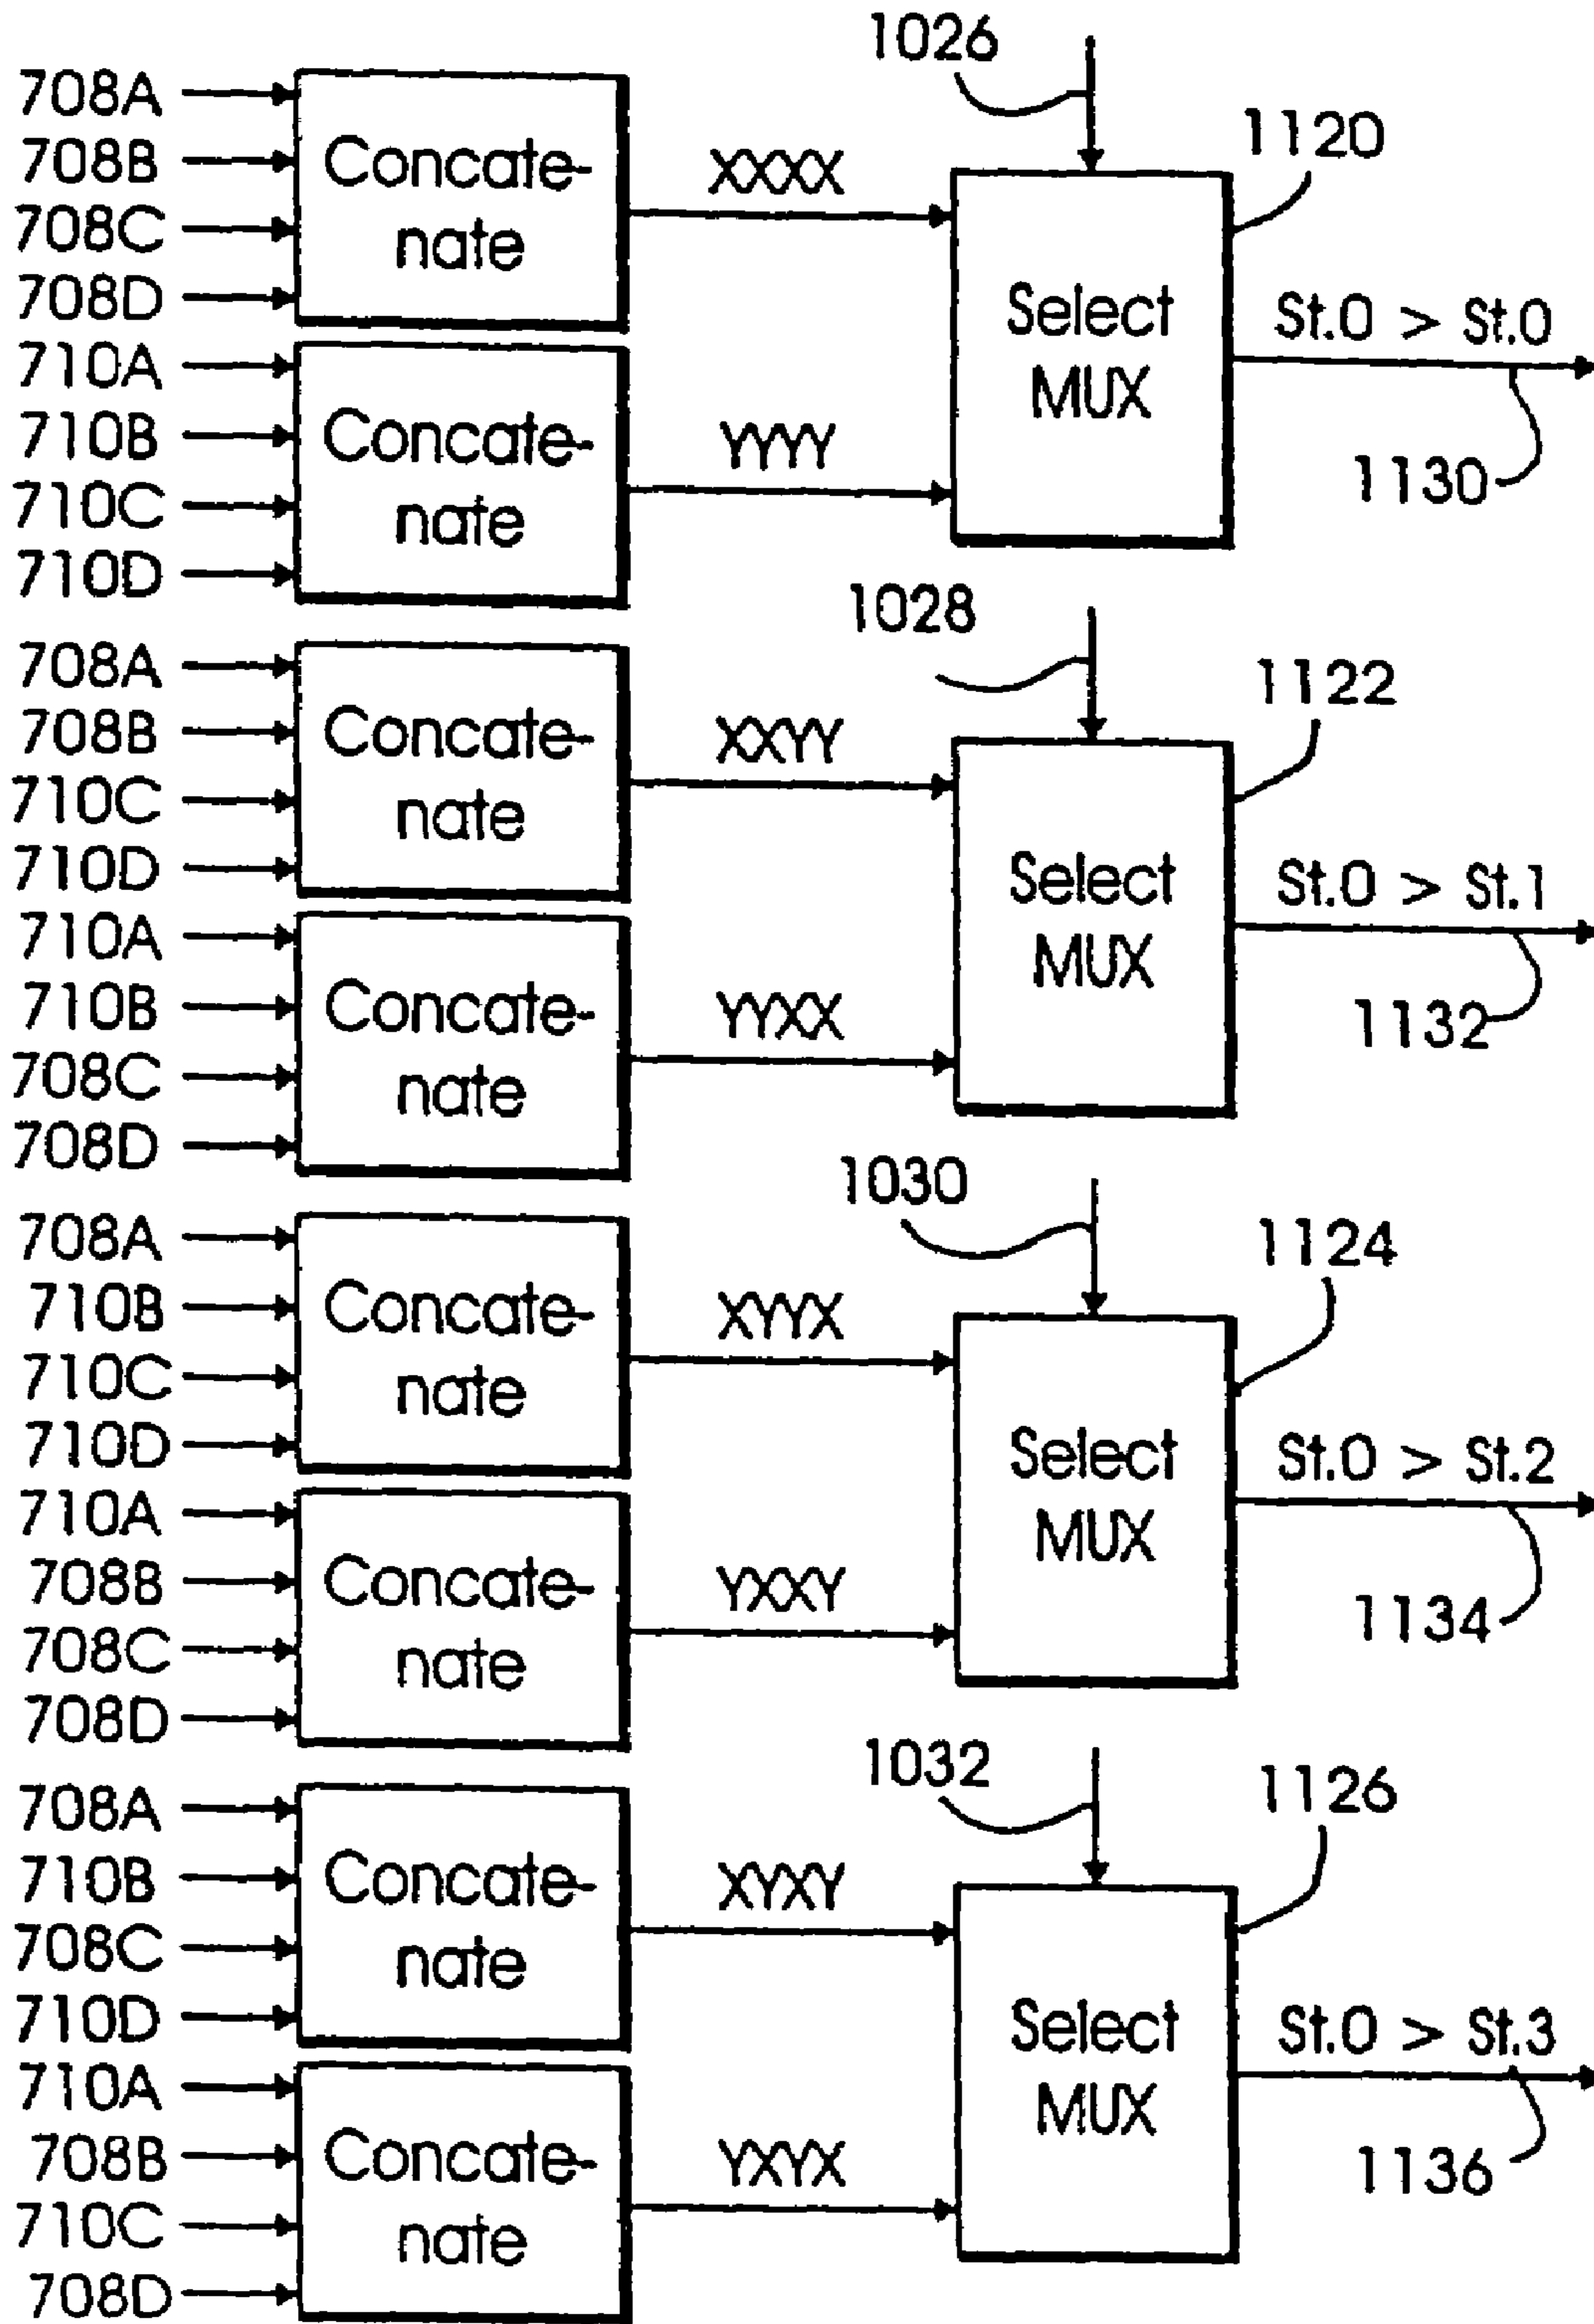 1026
708A
708B
708C
708D
Concate-
nate
XXXX
1120
Select
MUX
St.0 > St.0
1130
710A
710B
710C
710D
Concate-
nate
YYYY
1028
708A
708B
710C
710D
Concate-
nate
XXYY
1122
Select
MUX
St.0 > St.1
1132
710A
710B
708C
708D
Concate-
nate
YYXX
1030
708A
710B
710C
710D
Concate-
nate
XYYX
1124
Select
MUX
St.0 > St.2
1134
710A
708B
708C
708D
Concate-
nate
YXXY
1032
708A
710B
708C
710D
Concate-
nate
XYXY
1126
Select
MUX
St.0 > St.3
1136
710A
708B
710C
708D
Concate-
nate
YXYX